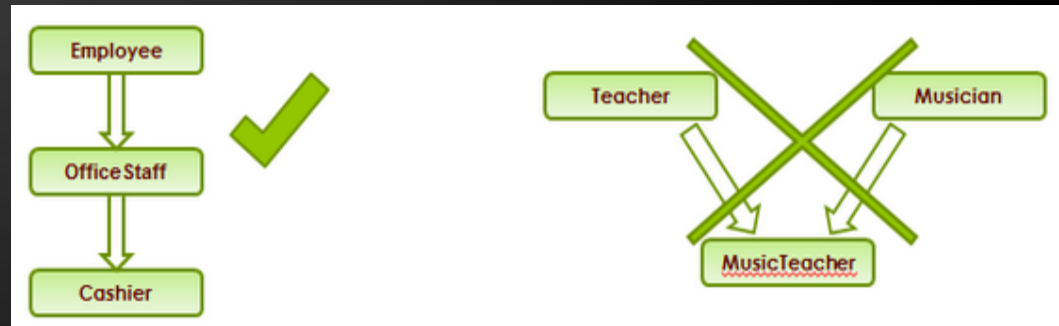 Employee
OfficeStaff
Cashier
Teacher
Musician
MusicTeacher